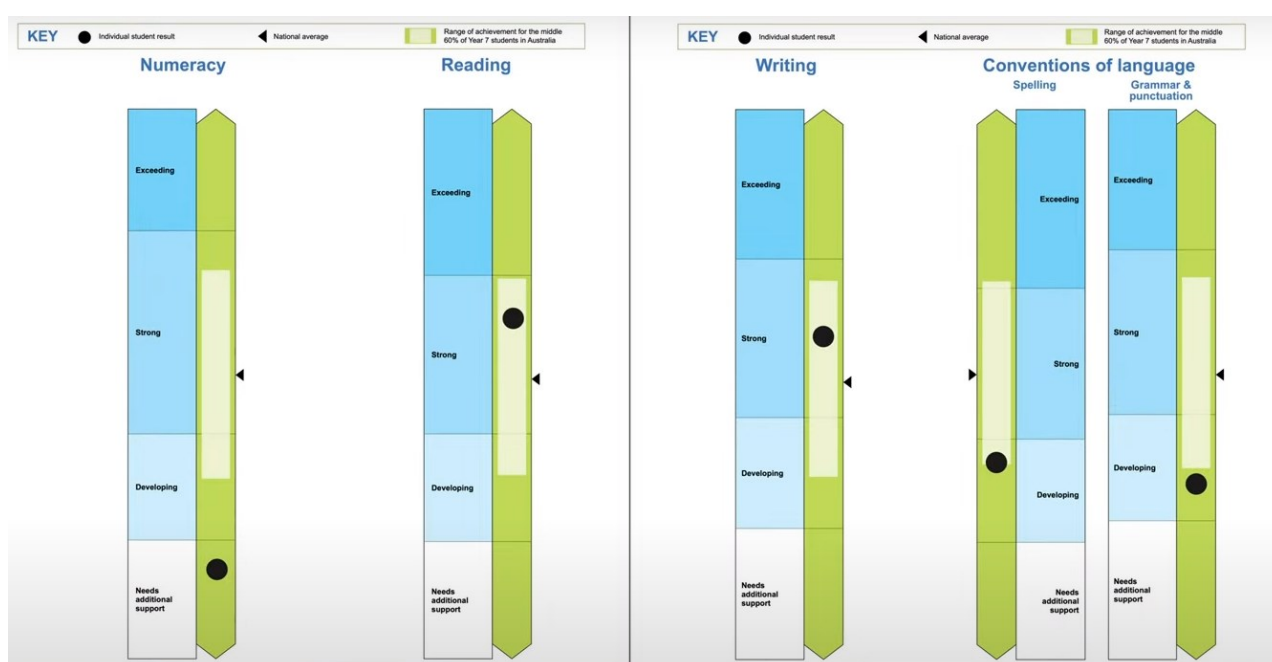 KEY
Individual student result
National average
Range of achievement for the middle
60% of Year 7 students in Australia
Numeracy
Reading
Exceeding
Strong
Developing
Needs
additional
support
Exceeding
Strong
Developing
Needs
additional
support
KEY
Individual student result
National average
Range of achievement for the middle
60% of Year 7 students in Australia
Writing
Conventions of language
Spelling
Grammar &
punctuation
Exceeding
Strong
Developing
Needs
additional
support
Exceeding
Strong
Developing
Needs
additional
support
Exceeding
Strong
Developing
Needs
additional
support